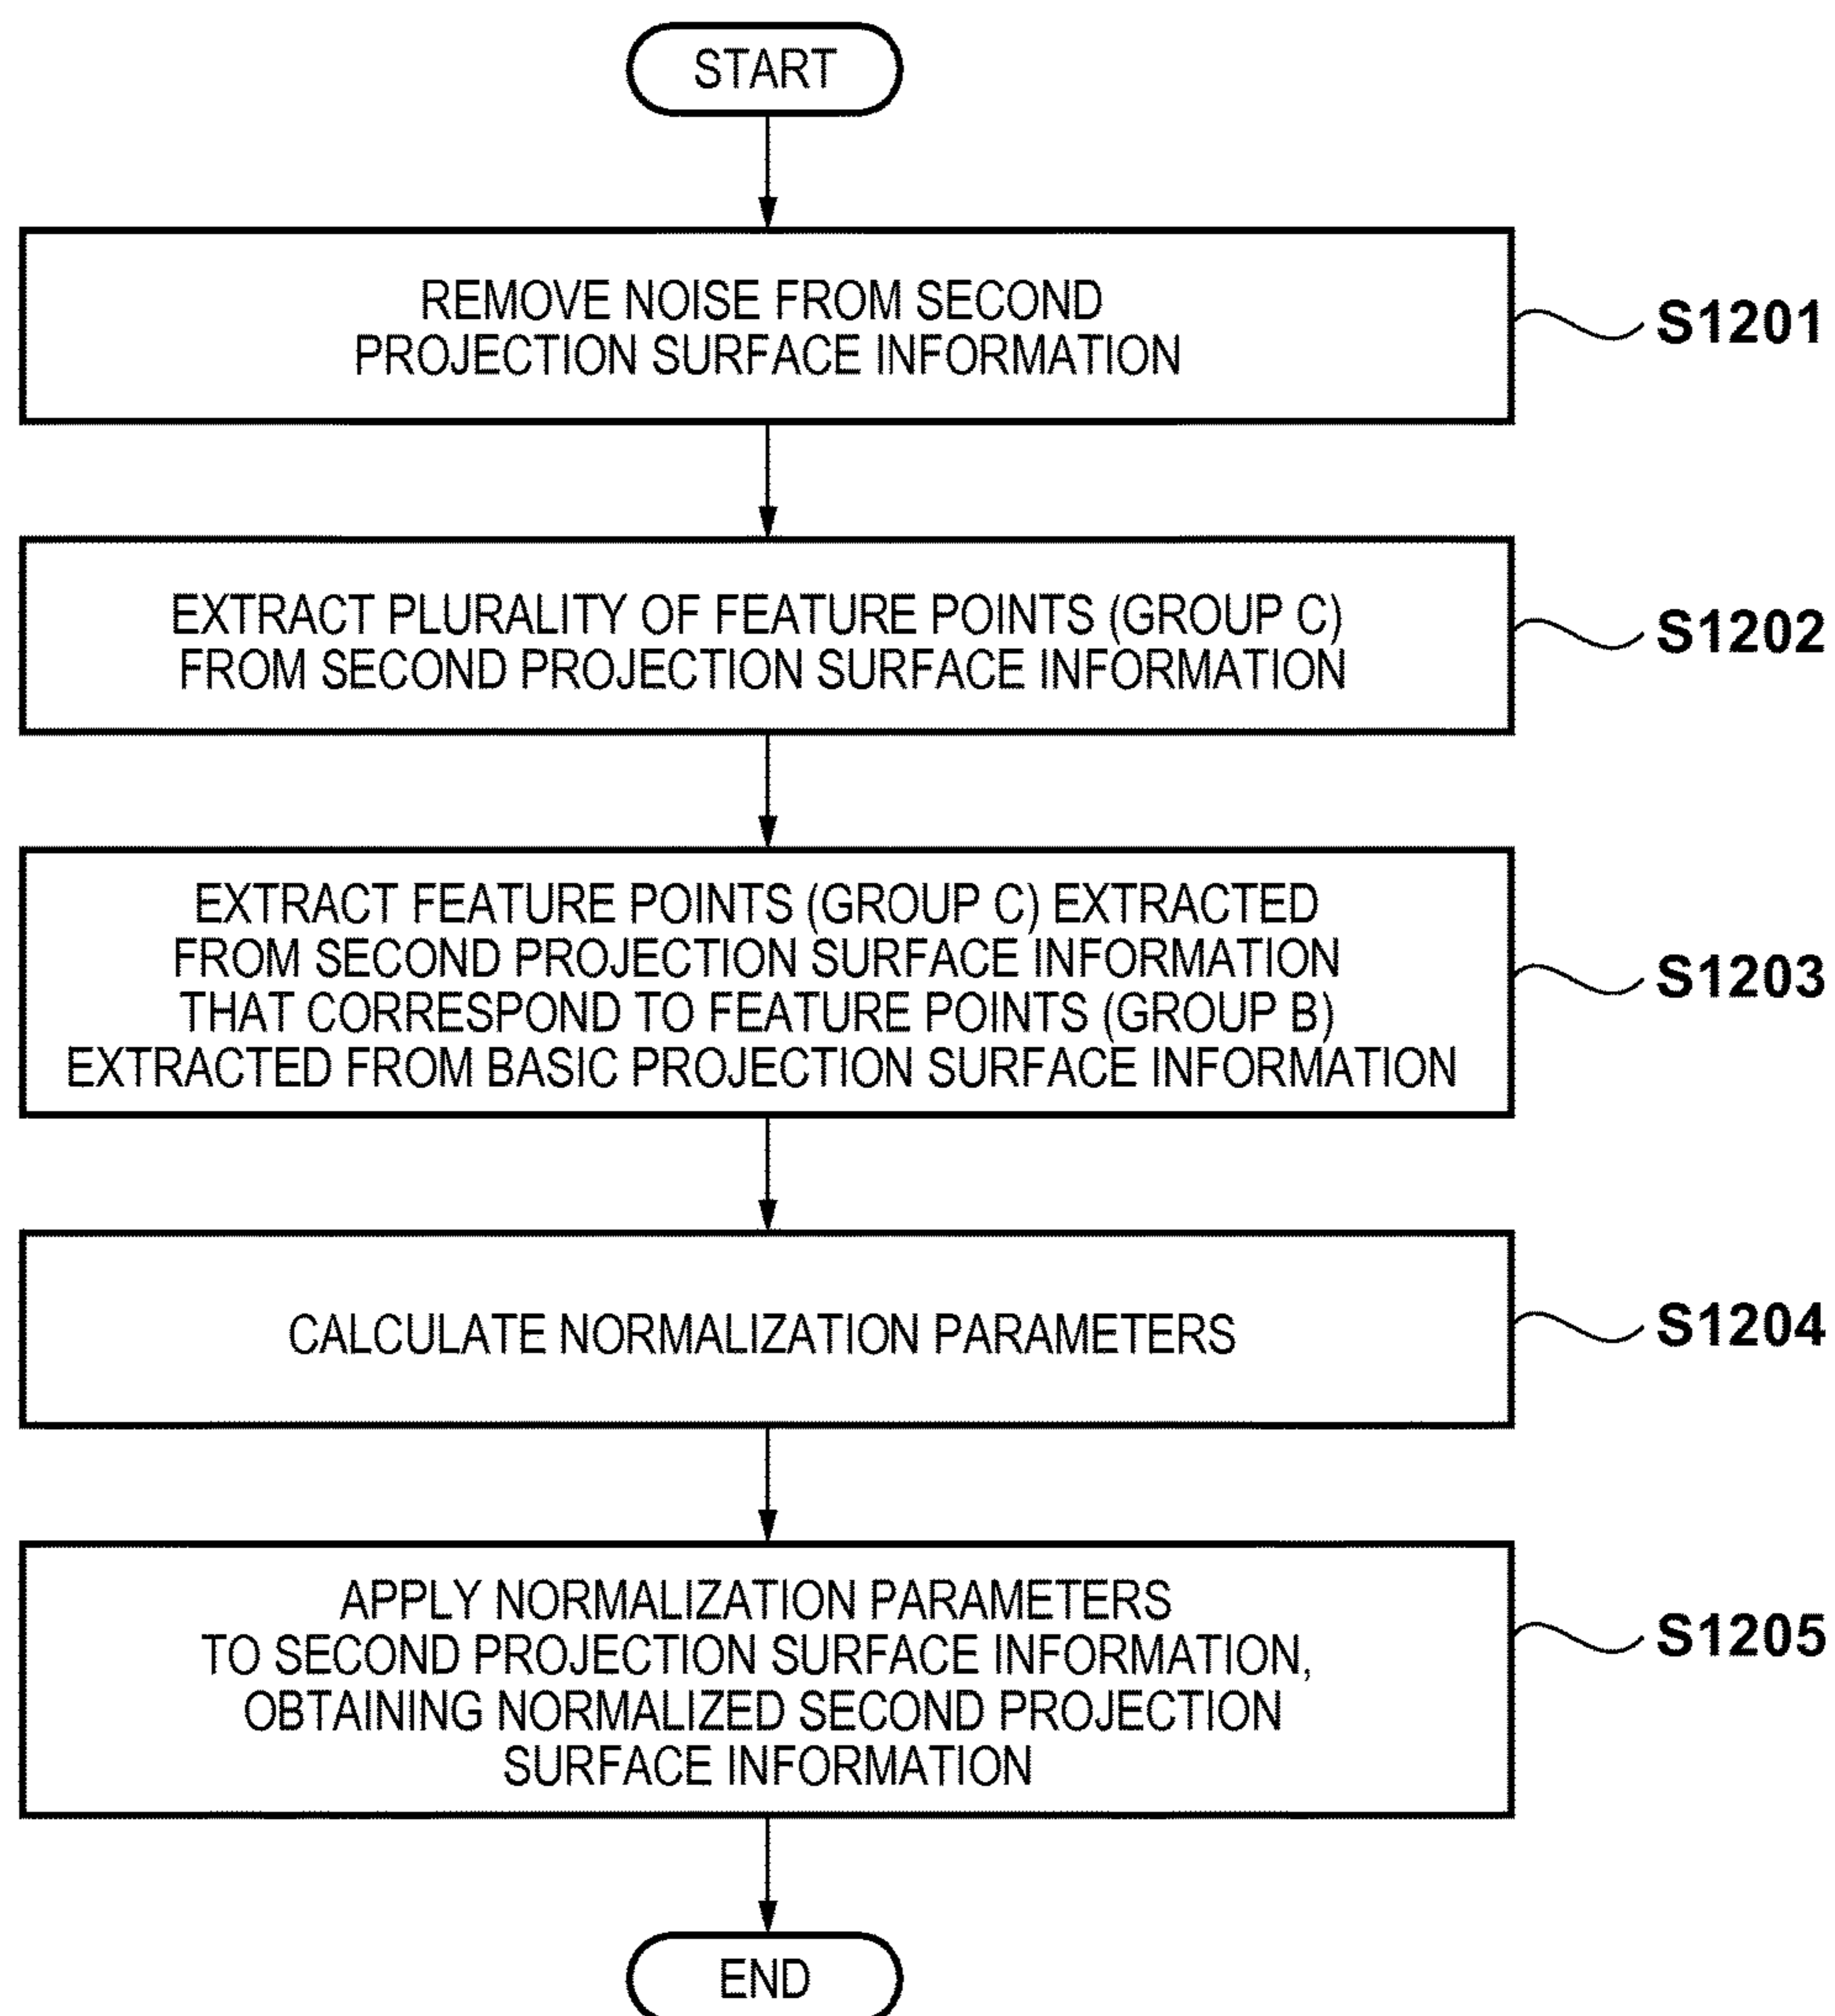 START
REMOVE NOISE FROM SECOND
PROJECTION SURFACE INFORMATION
S1201
EXTRACT PLURALITY OF FEATURE POINTS (GROUP C)
FROM SECOND PROJECTION SURFACE INFORMATION
S1202
EXTRACT FEATURE POINTS (GROUP C) EXTRACTED
FROM SECOND PROJECTION SURFACE INFORMATION
THAT CORRESPOND TO FEATURE POINTS (GROUP B)
EXTRACTED FROM BASIC PROJECTION SURFACE INFORMATION
S1203
CALCULATE NORMALIZATION PARAMETERS
S1204
APPLY NORMALIZATION PARAMETERS
TO SECOND PROJECTION SURFACE INFORMATION,
OBTAINING NORMALIZED SECOND PROJECTION
SURFACE INFORMATION
S1205
END